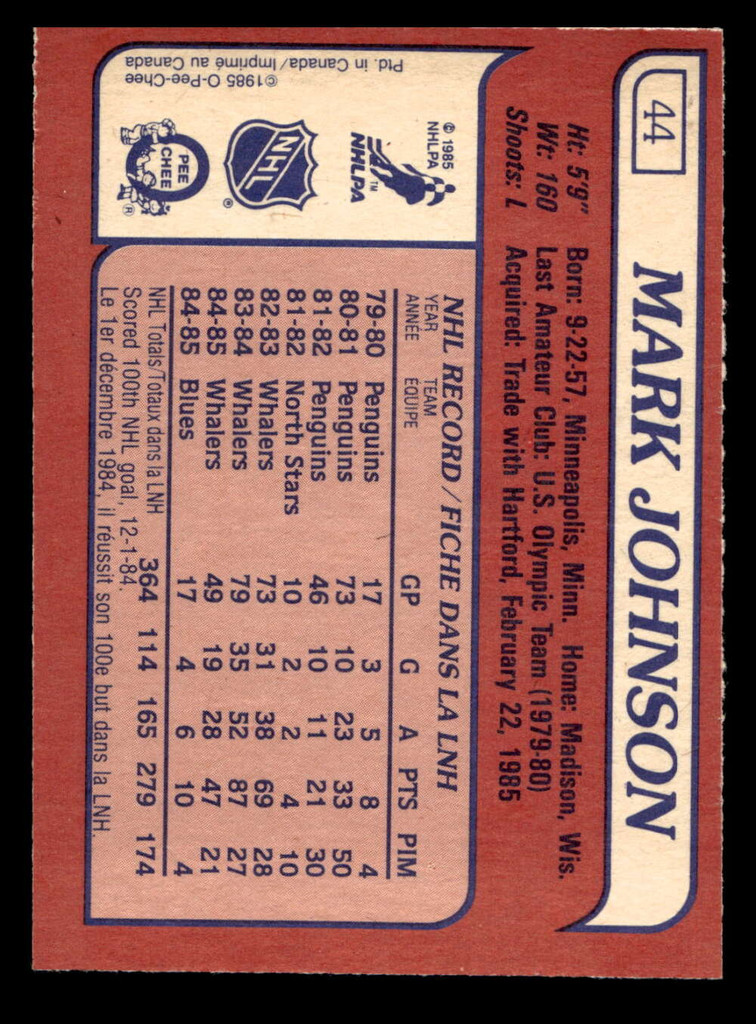 44
MARK JOHNSON
Ht: 5'9" Born: 9-22-57, Minneapolis, Minn. Home: Madison, Wis.
Wt: 160 Last Amateur Club: U.S. Olympic Team (1979-80)
Shoots: L Acquired: Trade with Hartford, February 22, 1985
© 1985
NHLPA
NHLPA
TM
NHL
®
O
PEE
CHEE
®
©1985 O-Pee-Chee
Ptd. in Canada/Imprimé au Canada
NHL RECORD/FICHE DANS LA LNH
YEAR TEAM GP G A PTS PIM
ANNÉE ÉQUIPE
79-80 Penguins 17 3 5 8 4
80-81 Penguins 73 10 23 33 50
81-82 Penguins 46 10 11 21 30
81-82 North Stars 10 2 2 4 10
82-83 Whalers 73 31 38 69 28
83-84 Whalers 79 35 52 87 27
84-85 Whalers 49 19 28 47 21
84-85 Blues 17 4 6 10 4
NHL Totals/Totaux dans la LNH 364 114 165 279 174
Scored 100th NHL goal, 12-1-84.
Le 1er décembre 1984, il réussit son 100e but dans la LNH.